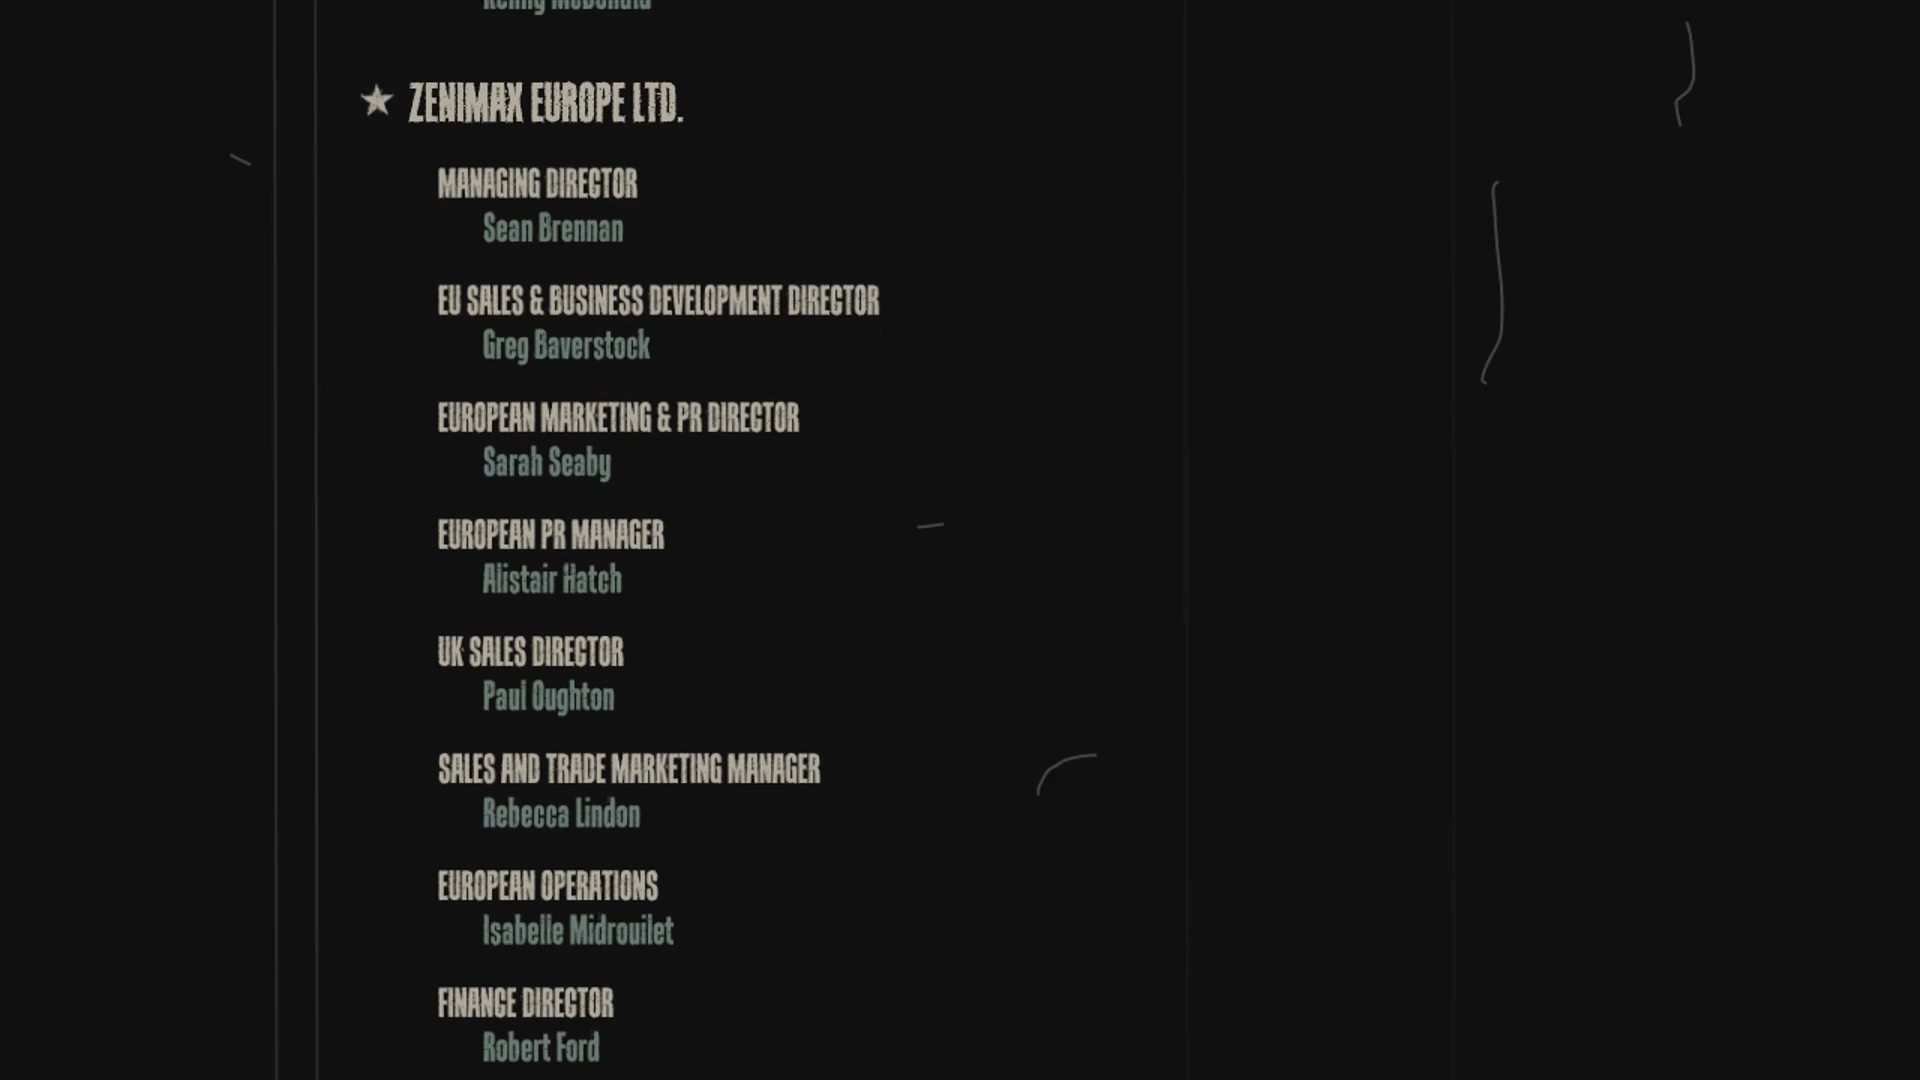 Kenny McDonald
★ ZENIMAX EUROPE LTD.
MANAGING DIRECTOR
Sean Brennan
EU SALES & BUSINESS DEVELOPMENT DIRECTOR
Greg Baverstock
EUROPEAN MARKETING & PR DIRECTOR
Sarah Seaby
EUROPEAN PR MANAGER
Alistair Hatch
UK SALES DIRECTOR
Paul Oughton
SALES AND TRADE MARKETING MANAGER
Rebecca Lindon
EUROPEAN OPERATIONS
Isabelle Midrouilet
FINANCE DIRECTOR
Robert Ford